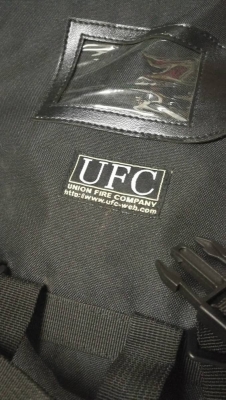 UFC
UNION FIRE COMPANY
http://www.ufc-web.com